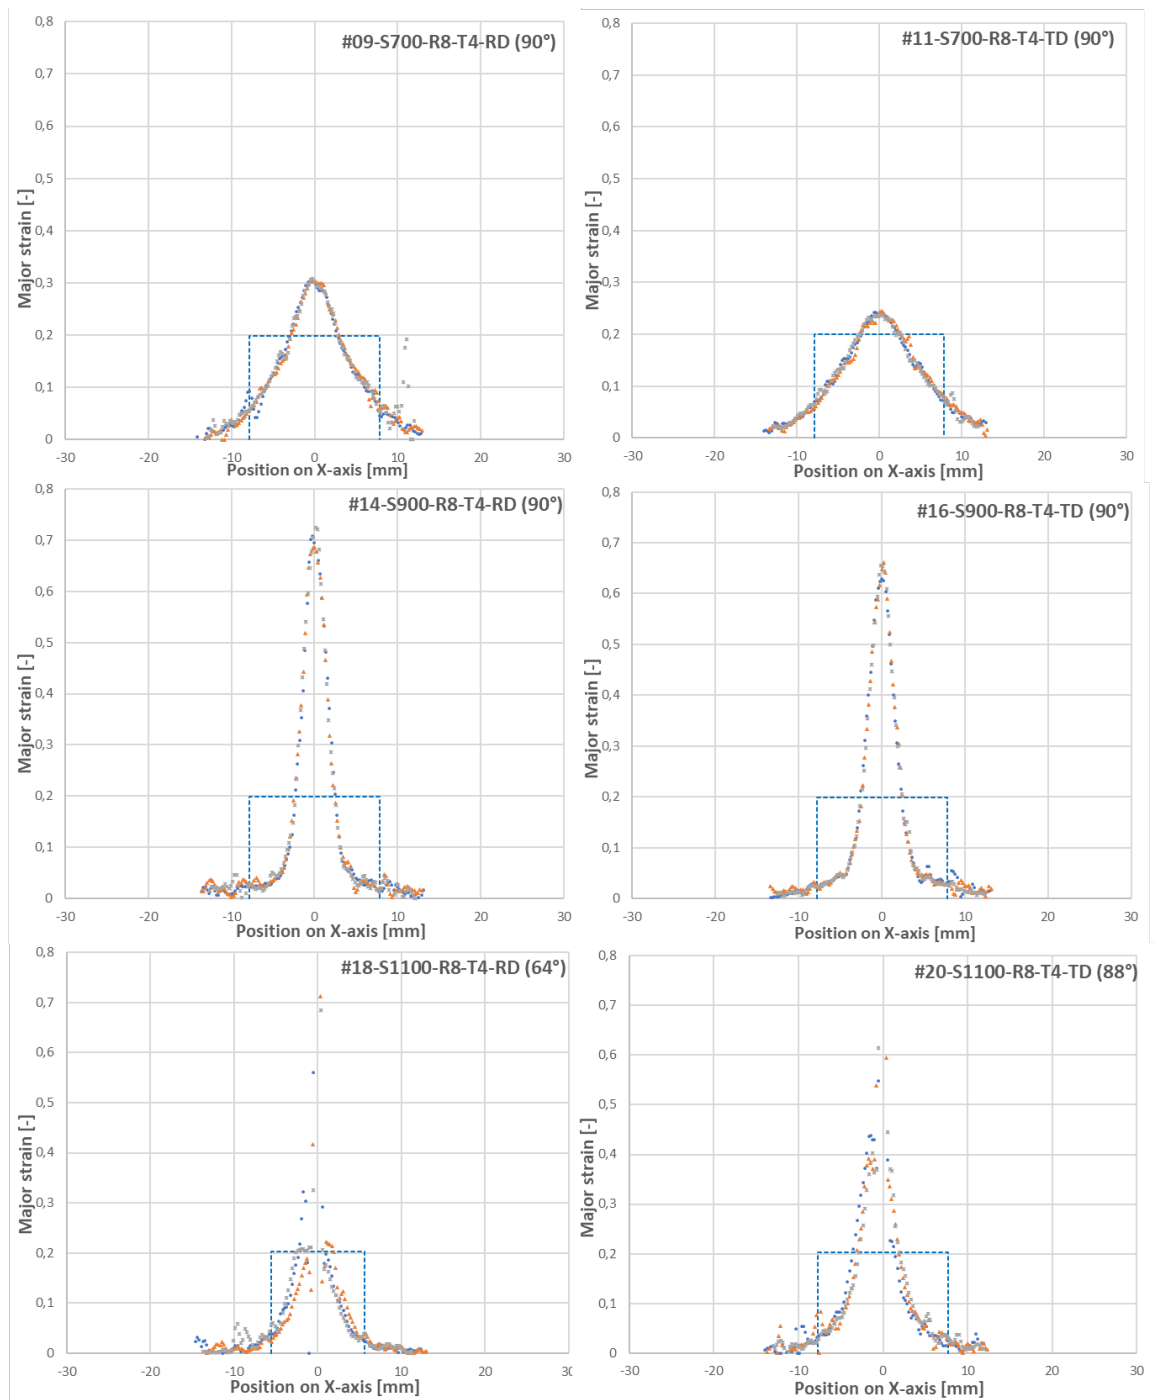 #09-S700-R8-T4-RD (90°)
Major strain [-]
0,8
0,7
0,6
0,5
0,4
0,3
0,2
0,1
0
-30 -20 -10 0 10 20 30
Position on X-axis [mm]
#11-S700-R8-T4-TD (90°)
Major strain [-]
0,8
0,7
0,6
0,5
0,4
0,3
0,2
0,1
0
-30 -20 -10 0 10 20 30
Position on X-axis [mm]
#14-S900-R8-T4-RD (90°)
Major strain [-]
0,8
0,7
0,6
0,5
0,4
0,3
0,2
0,1
0
-30 -20 -10 0 10 20 30
Position on X-axis [mm]
#16-S900-R8-T4-TD (90°)
Major strain [-]
0,8
0,7
0,6
0,5
0,4
0,3
0,2
0,1
0
-30 -20 -10 0 10 20 30
Position on X-axis [mm]
#18-S1100-R8-T4-RD (64°)
Major strain [-]
0,8
0,7
0,6
0,5
0,4
0,3
0,2
0,1
0
-30 -20 -10 0 10 20 30
Position on X-axis [mm]
#20-S1100-R8-T4-TD (88°)
Major strain [-]
0,8
0,7
0,6
0,5
0,4
0,3
0,2
0,1
0
-30 -20 -10 0 10 20 30
Position on X-axis [mm]